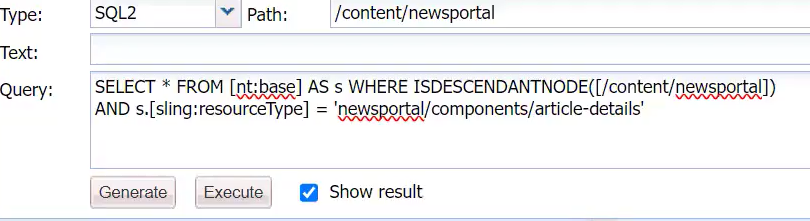 Type: SQL2 Path: /content/newsportal
Text:
Query: SELECT * FROM [nt:base] AS s WHERE ISDESCENDANTNODE([/content/newsportal])
AND s.[sling:resourceType] = 'newsportal/components/article-details'
Generate Execute Show result